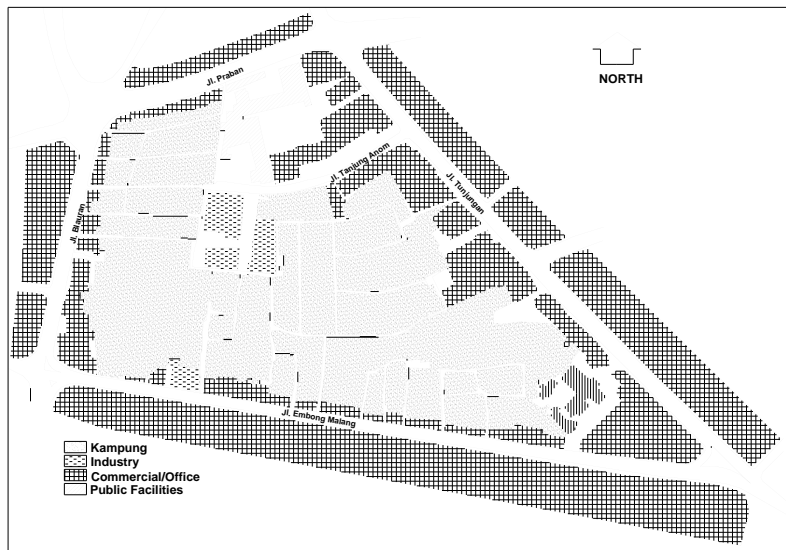 Jl. Praban
NORTH
Jl. Tanjung Anom
Jl. Tunjungan
Jl. Blauran
Jl. Embong Malang
Kampung
Industry
Commercial/Office
Public Facilities